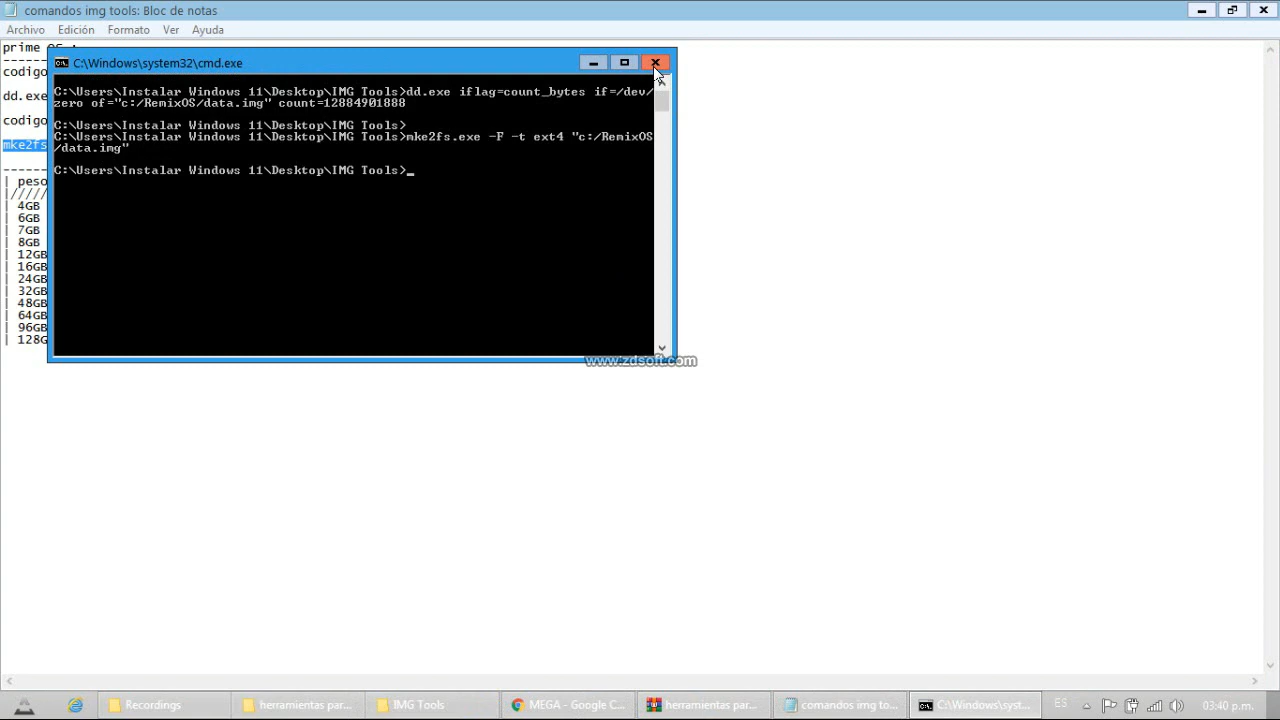 comandos img tools: Bloc de notas
Archivo Edición Formato Ver Ayuda
prime OS :
codigo
dd.exe
codigo
mke2fs
| peso
|/////
| 4GB
| 6GB
| 7GB
| 8GB
| 12GB
| 16GB
| 24GB
| 32GB
| 48GB
| 64GB
| 96GB
| 128G
C:\Windows\system32\cmd.exe
C:\Users\Instalar Windows 11\Desktop\IMG Tools>dd.exe iflag=count_bytes if=/dev/
zero of="c:/RemixOS/data.img" count=12884901888
C:\Users\Instalar Windows 11\Desktop\IMG Tools>
C:\Users\Instalar Windows 11\Desktop\IMG Tools>mke2fs.exe -F -t ext4 "c:/RemixOS
/data.img"
C:\Users\Instalar Windows 11\Desktop\IMG Tools>_
www.zdsoft.com
Recordings herramientas par... IMG Tools MEGA - Google C... herramientas par... comandos img to... C:\Windows\syst... ES 03:40 p.m.